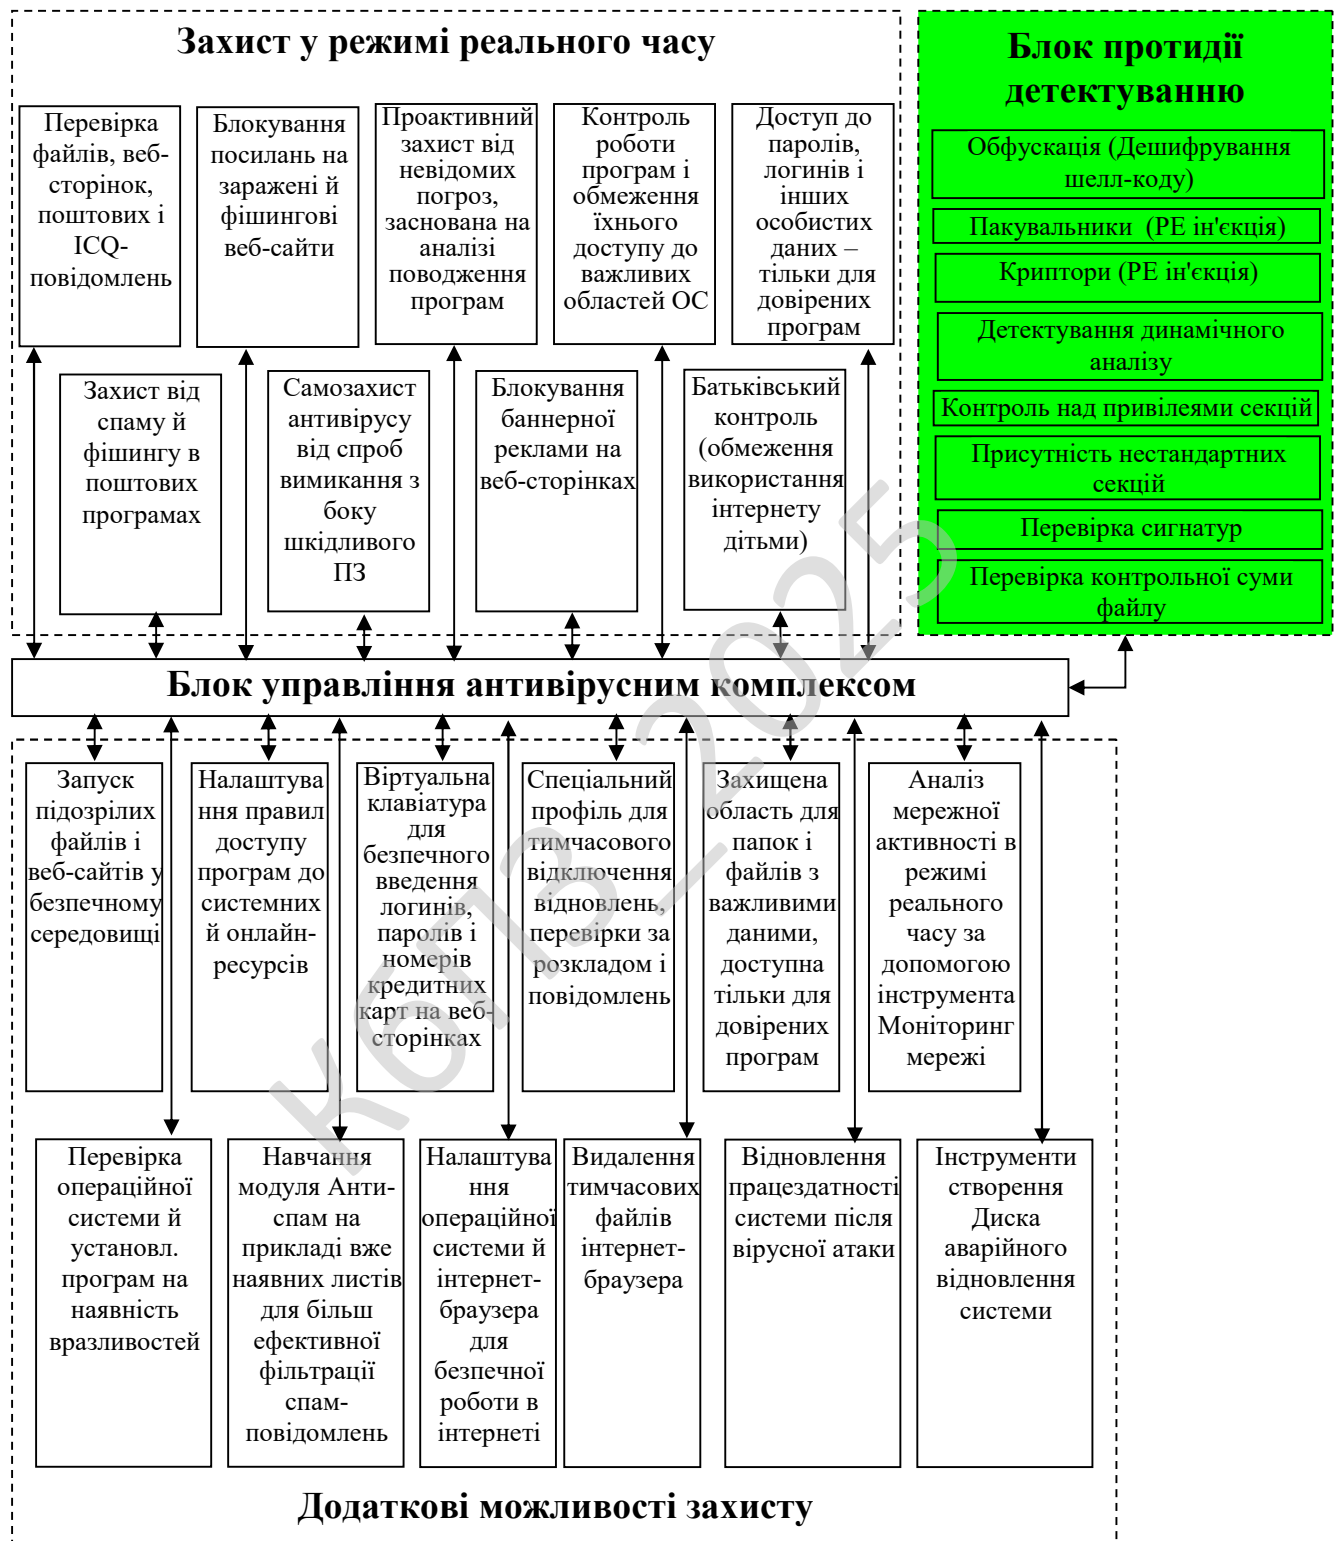 Захист у режимі реального часу
Перевірка
файлів, веб-
сторінок,
поштових і
ICQ-
повідомлень
Блокування
посилань на
заражені й
фішингові
веб-сайти
Проактивний
захист від
невідомих
погроз,
заснована на
аналізі
поводження
програм
Контроль
роботи
програм і
обмеження
їхнього
доступу до
важливих
областей ОС
Доступ до
паролів,
логинів і
інших
особистих
даних –
тільки для
довірених
програм
Захист від
спаму й
фішингу в
поштових
програмах
Самозахист
антивірусу
від спроб
вимикання з
боку
шкідливого
ПЗ
Блокування
баннерної
реклами на
веб-сторінках
Батьківський
контроль
(обмеження
використання
інтернету
дітьми)
Блок протидії
детектуванню
Обфускація (Дешифрування
шелл-коду)
Пакувальники (РЕ ін'єкція)
Криптори (РЕ ін'єкція)
Детектування динамічного
аналізу
Контроль над привілеями секцій
Присутність нестандартних
секцій
Перевірка сигнатур
Перевірка контрольної суми
файлу
Блок управління антивірусним комплексом
Запуск
підозрілих
файлів і
веб-сайтів у
безпечному
середовищі
Налаштува
ння правил
доступу
програм до
системних
й онлайн-
ресурсів
Віртуальна
клавіатура
для
безпечного
введення
логинів,
паролів і
номерів
кредитних
карт на веб-
сторінках
Спеціальний
профіль для
тимчасового
відключення
відновлень,
перевірки за
розкладом і
повідомлень
Захищена
область для
папок і
файлів з
важливими
даними,
доступна
тільки для
довірених
програм
Аналіз
мережної
активності в
режимі
реального
часу за
допомогою
інструмента
Моніторинг
мережі
Перевірка
операційної
системи й
установл.
програм на
наявність
вразливостей
Навчання
модуля Анти-
спам на
прикладі вже
наявних листів
для більш
ефективної
фільтрації
спам-
повідомлень
Налаштува
ння
операційної
системи й
інтернет-
браузера
для
безпечної
роботи в
інтернеті
Видалення
тимчасових
файлів
інтернет-
браузера
Відновлення
працездатності
системи після
вірусної атаки
Інструменти
створення
Диска
аварійного
відновлення
системи
Додаткові можливості захисту
КБПЗ_2025